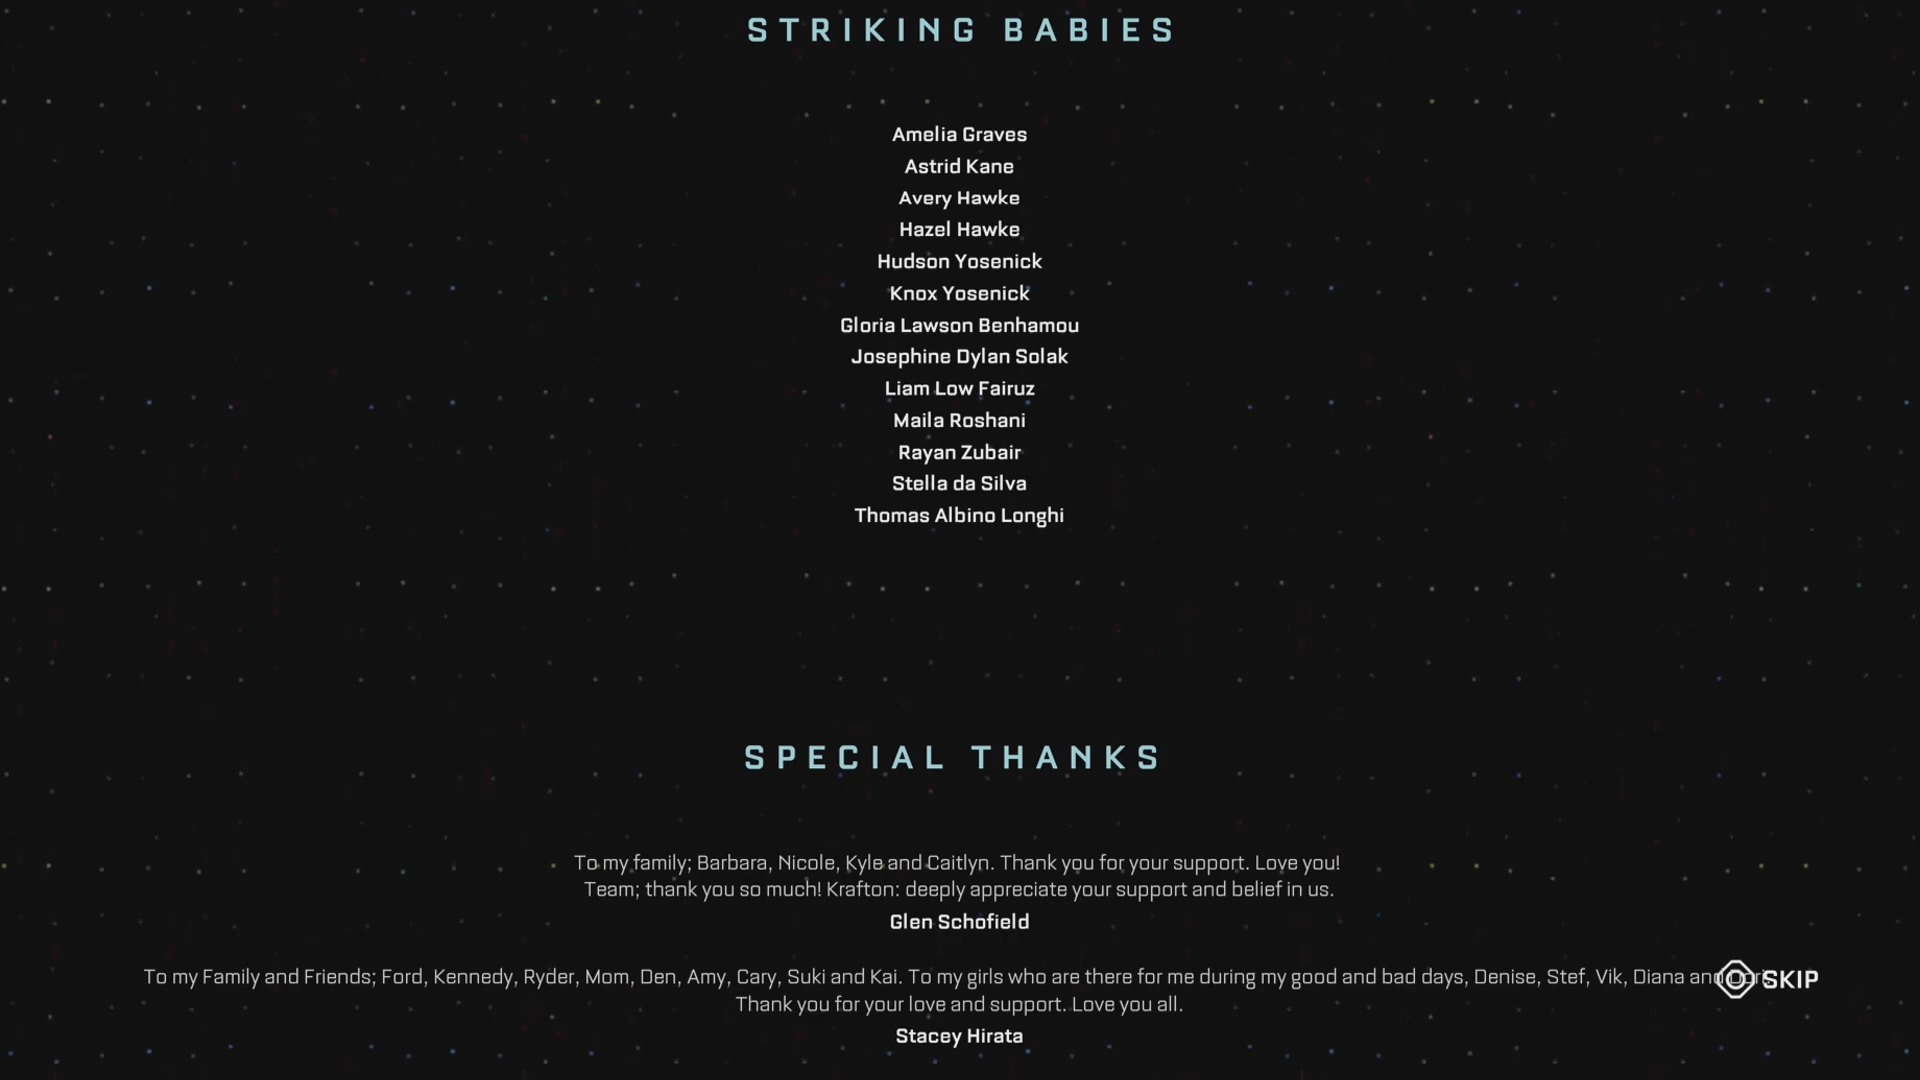 STRIKING BABIES
Amelia Graves
Astrid Kane
Avery Hawke
Hazel Hawke
Hudson Yosenick
Knox Yosenick
Gloria Lawson Benhamou
Josephine Dylan Solak
Liam Low Fairuz
Maila Roshani
Rayan Zubair
Stella da Silva
Thomas Albino Longhi
SPECIAL THANKS
To my family; Barbara, Nicole, Kyle and Caitlyn. Thank you for your support. Love you!
Team; thank you so much! Krafton: deeply appreciate your support and belief in us.
Glen Schofield
To my Family and Friends; Ford, Kennedy, Ryder, Mom, Den, Amy, Cary, Suki and Kai. To my girls who are there for me during my good and bad days, Denise, Stef, Vik, Diana and
SKIP
Thank you for your love and support. Love you all.
Stacey Hirata